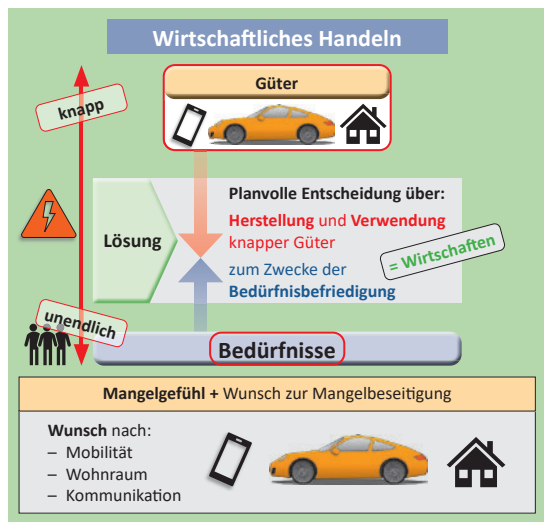 Wirtschaftliches Handeln
knapp
Güter
Lösung
Planvolle Entscheidung über:
Herstellung und Verwendung
knapper Güter
zum Zwecke der
Bedürfnisbefriedigung
= Wirtschaften
unendlich
Bedürfnisse
Mangelgefühl + Wunsch zur Mangelbeseitigung
Wunsch nach:
– Mobilität
– Wohnraum
– Kommunikation